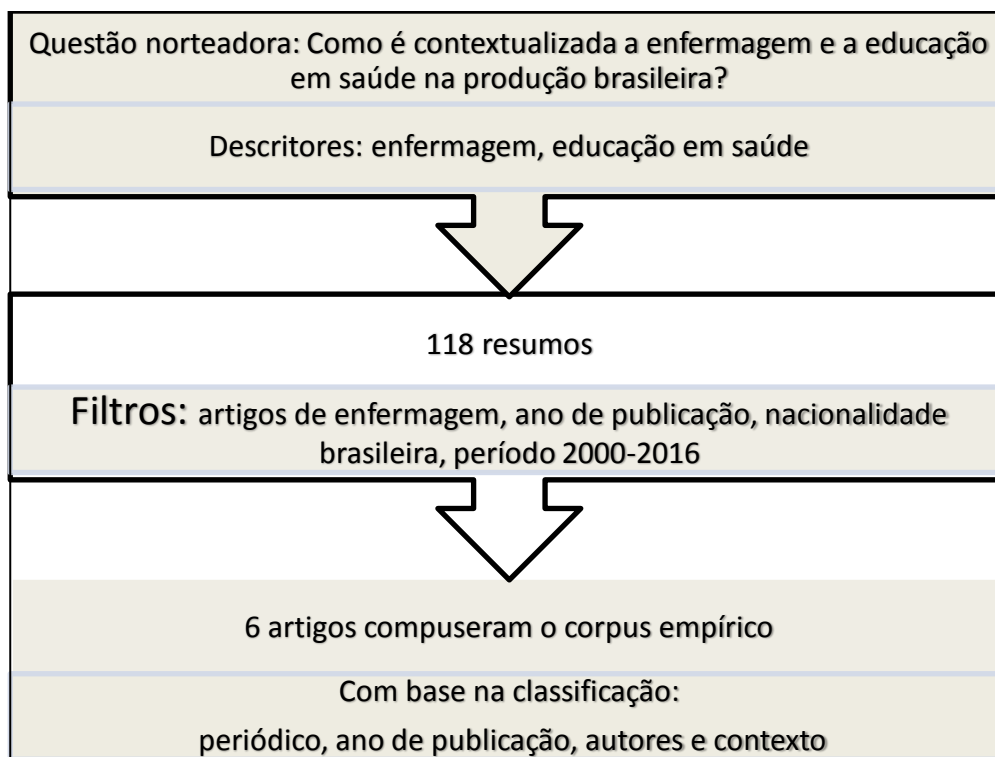 Questão norteadora: Como é contextualizada a enfermagem e a educação
em saúde na produção brasileira?
Descritores: enfermagem, educação em saúde
118 resumos
Filtros: artigos de enfermagem, ano de publicação, nacionalidade
brasileira, período 2000-2016
6 artigos compuseram o corpus empírico
Com base na classificação:
periódico, ano de publicação, autores e contexto